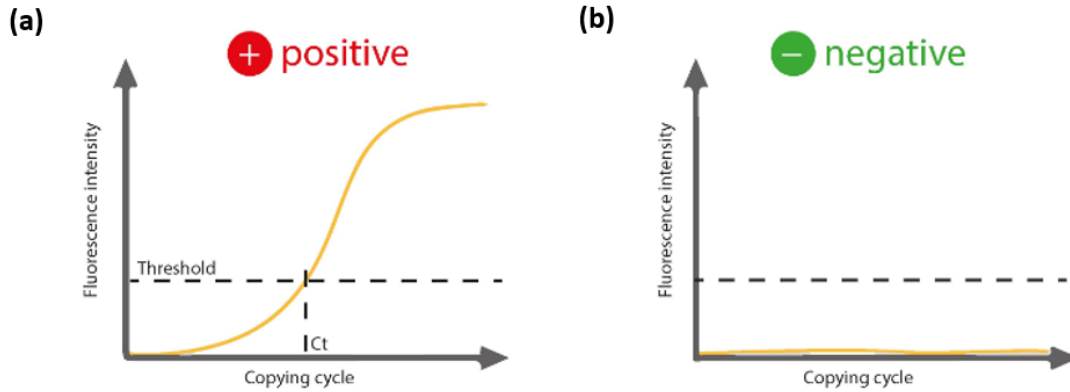 (a)
+ positive
Fluorescence intensity
Threshold
Ct
Copying cycle
(b)
− negative
Fluorescence intensity
Copying cycle